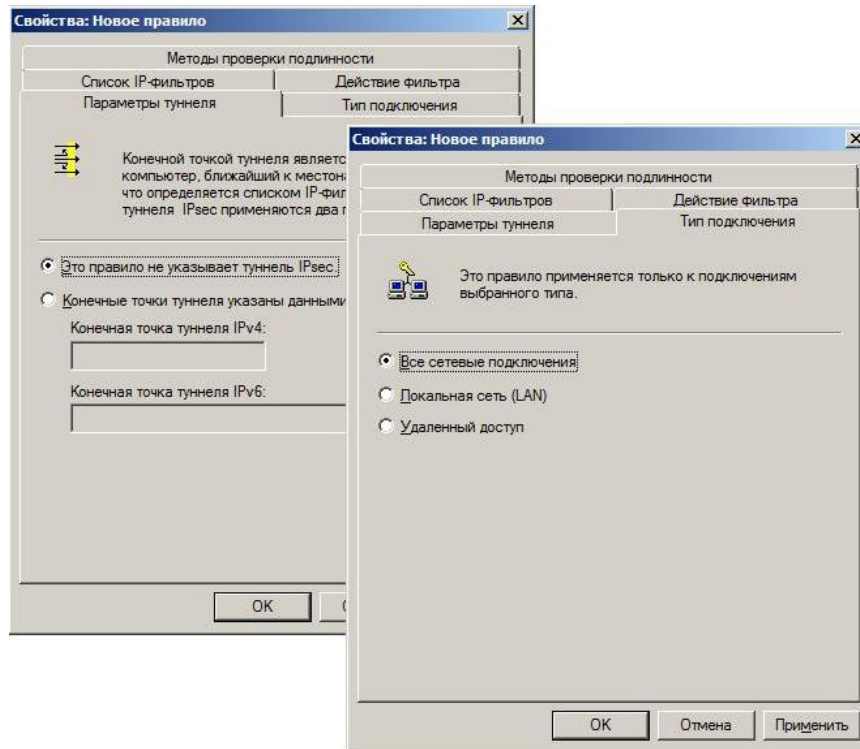 Свойства: Новое правило
Методы проверки подлинности
Список IP-фильтров
Действие фильтра
Параметры туннеля
Тип подключения
Конечной точкой туннеля является
компьютер, ближайший к
что определяется списком
туннеля IPsec применяются два
Это правило не указывает туннель IPsec.
Конечные точки туннеля указаны данными
Конечная точка туннеля IPv4:
Конечная точка туннеля IPv6:
OK
Свойства: Новое правило
Методы проверки подлинности
Список IP-фильтров
Действие фильтра
Параметры туннеля
Тип подключения
Это правило применяется только к подключениям
выбранного типа.
Все сетевые подключения
Локальная сеть (LAN)
Удаленный доступ
OK
Отмена
Применить